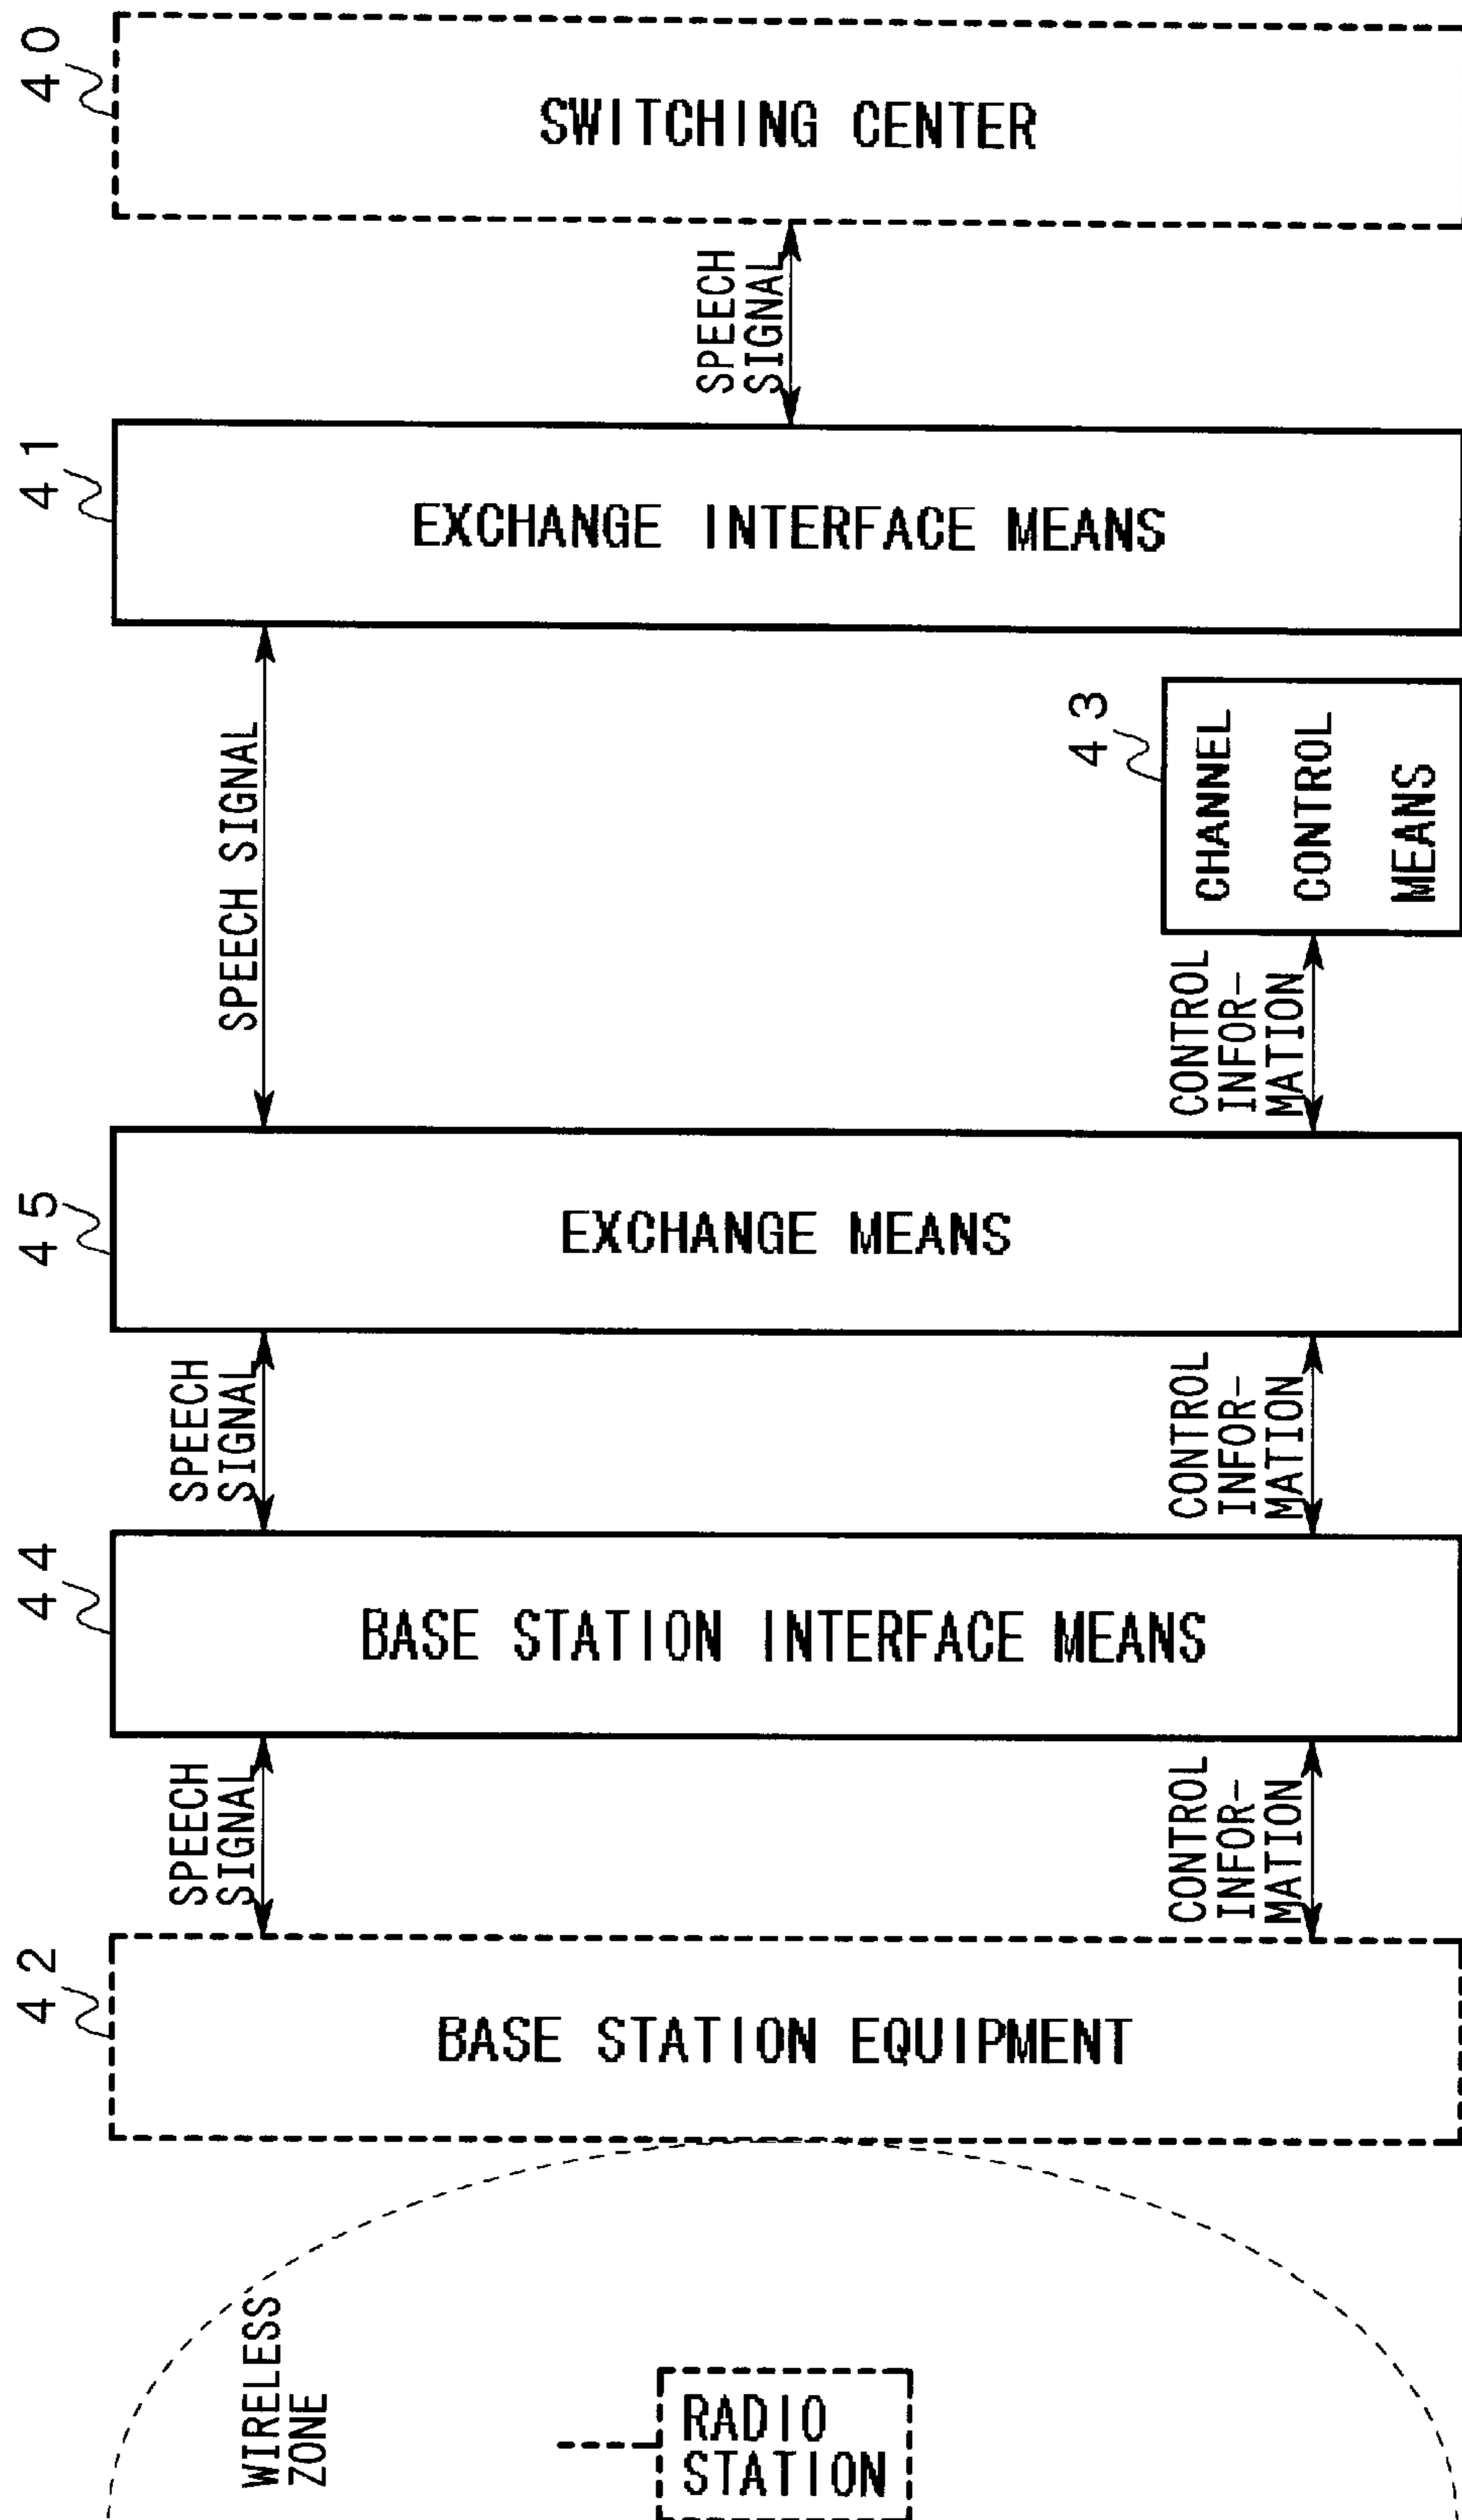 40
SWITCHING CENTER
SPEECH
SIGNAL
41
EXCHANGE INTERFACE MEANS
SPEECH SIGNAL
43
CHANNEL
CONTROL
MEANS
CONTROL
INFOR-
MATION
45
EXCHANGE MEANS
SPEECH
SIGNAL
CONTROL
INFOR-
MATION
44
BASE STATION INTERFACE MEANS
SPEECH
SIGNAL
CONTROL
INFOR-
MATION
42
BASE STATION EQUIPMENT
WIRELESS
ZONE
RADIO
STATION